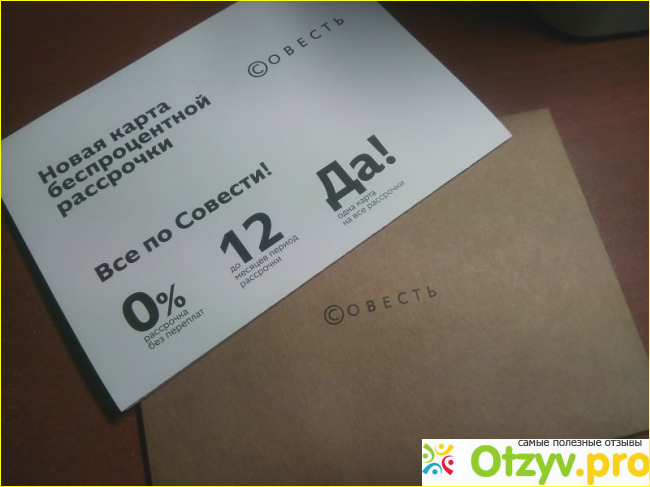 ©ОВЕСТЬ
Новая карта
беспроцентной
рассрочки
Все по Совести!
0%
рассрочка
без переплат
до
12
месяцев период
рассрочки
Да!
одна карта
на все рассрочки
©ОВЕСТЬ
самые полезные отзывы
Otzyv.pro